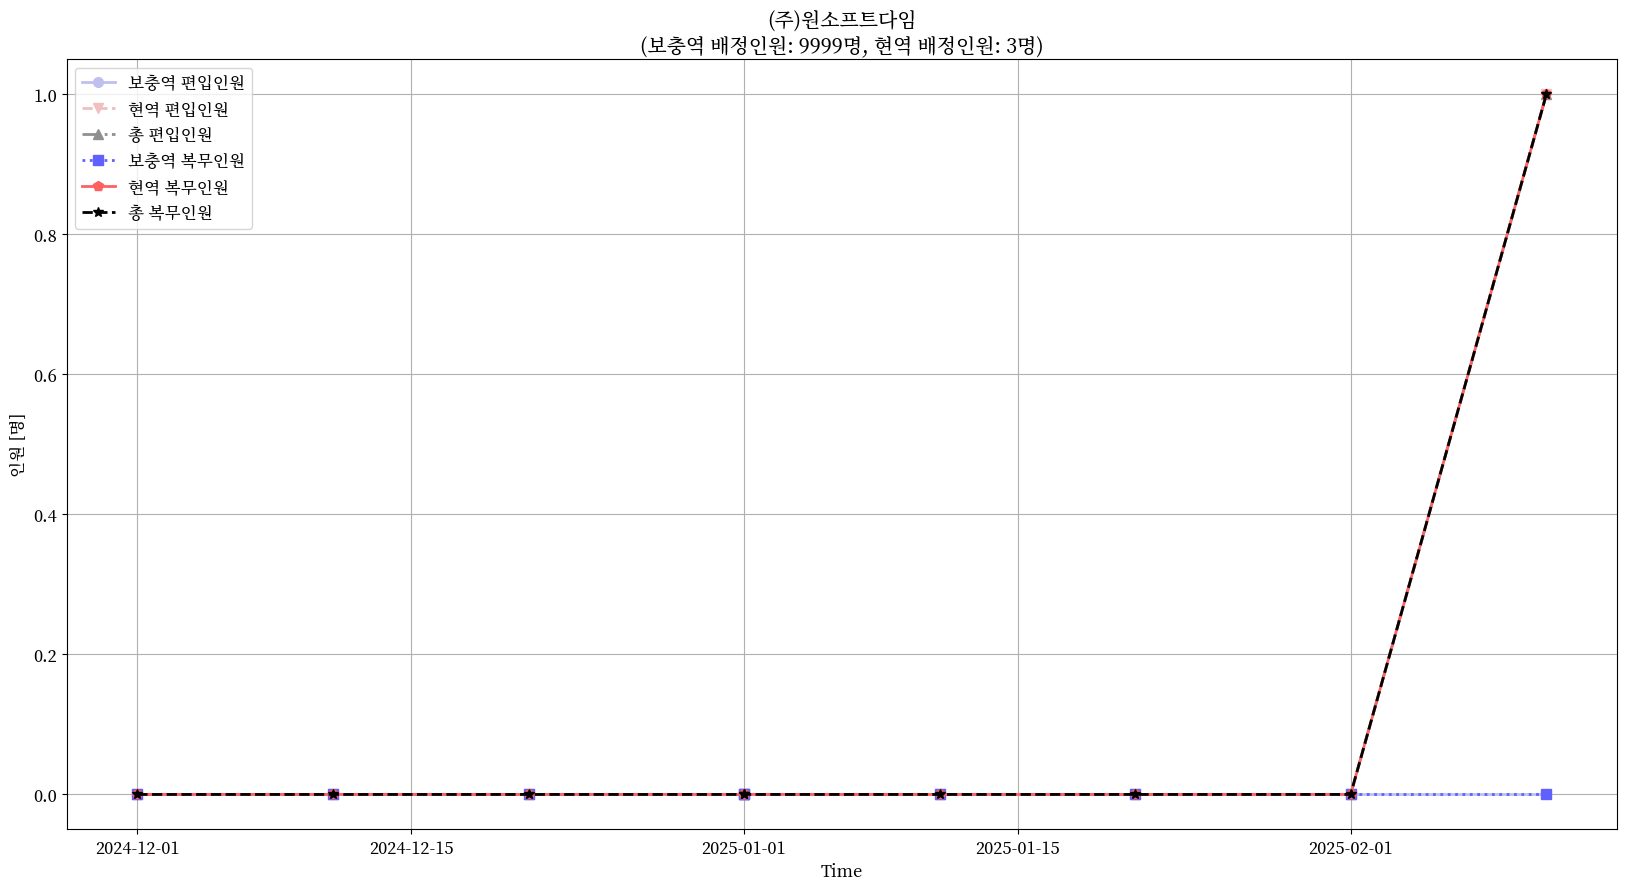 (주)원소프트다임
(보충역 배정인원: 9999명, 현역 배정인원: 3명)
보충역 편입인원
현역 편입인원
총 편입인원
보충역 복무인원
현역 복무인원
총 복무인원
1.0
0.8
0.6
0.4
0.2
0.0
인원 [명]
2024-12-01
2024-12-15
2025-01-01
2025-01-15
2025-02-01
Time